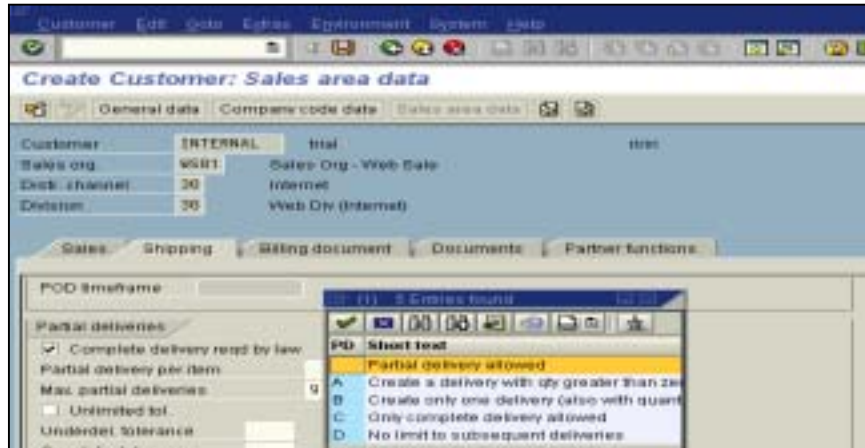 Customer Edit Goto Extras Environment System Help
Create Customer: Sales area data
General data Company code data Sales area data
Customer INTERNAL trial
Sales org. WSB1 Sales Org - Web Sale
Distr. channel 30 Internet
Division 30 Web Div (Internet)
Sales Shipping Billing document Documents Partner functions
POD timeframe
Partial deliveries
Complete delivery reqd by law
Partial delivery per item
Max. partial deliveries 9
Unlimited tol.
Underdel. tolerance
(1) 5 Entries found
PD Short text
Partial delivery allowed
A Create a delivery with qty greater than ze
B Create only one delivery (also with quant
C Only complete delivery allowed
D No limit to subsequent deliveries